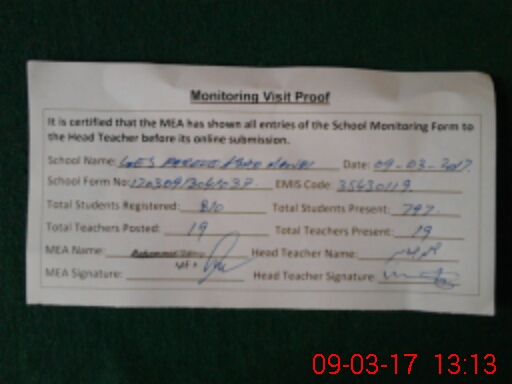 Monitoring Visit Proof
It is certified that the MEA has shown all entries of the School Monitoring Form to
the Head Teacher before its online submission.
School Name: Date: 09-03-2017
School Form No: EMIS Code: 35630119
Total Students Registered: 810 Total Students Present: 797
Total Teachers Posted: 19 Total Teachers Present: 19
MEA Name: Head Teacher Name:
MEA Signature: Head Teacher Signature:
09-03-17 13:13